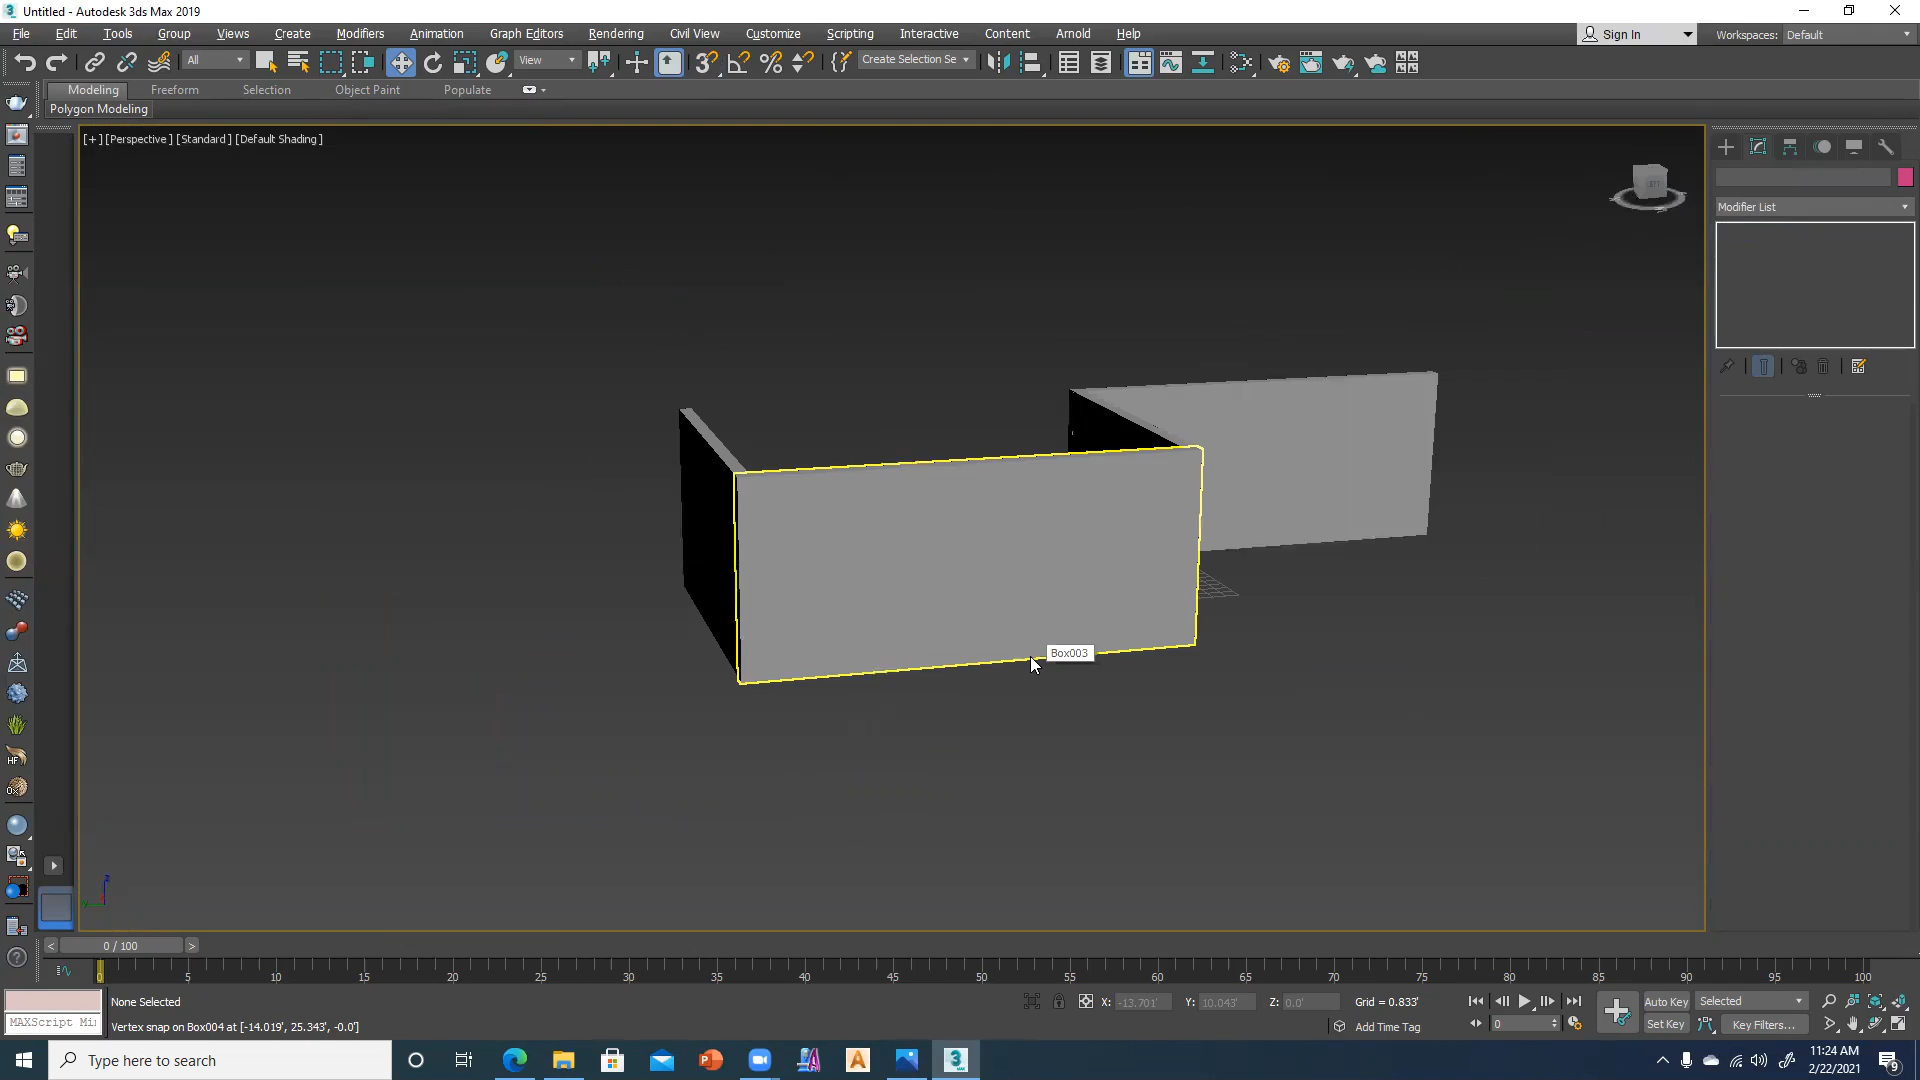 Untitled - Autodesk 3ds Max 2019
File Edit Tools Group Views Create Modifiers Animation Graph Editors Rendering Civil View Customize Scripting Interactive Content Arnold Help
Sign In
Workspaces: Default
All
View
Create Selection Se
Modeling Freeform Selection Object Paint Populate
Polygon Modeling
[+] [Perspective] [Standard] [Default Shading]
LEFT
Modifier List
Box003
z
y
< 0 / 100 >
0 5 10 15 20 25 30 35 40 45 50 55 60 65 70 75 80 85 90 95 100
None Selected
X: -13.701' Y: 10.043' Z: 0.0' Grid = 0.833'
Auto Key Selected
MAXScript Mi
Vertex snap on Box004 at [-14.019', 25.343', -0.0']
Add Time Tag
0
Set Key Key Filters...
Type here to search
11:24 AM
2/22/2021
9